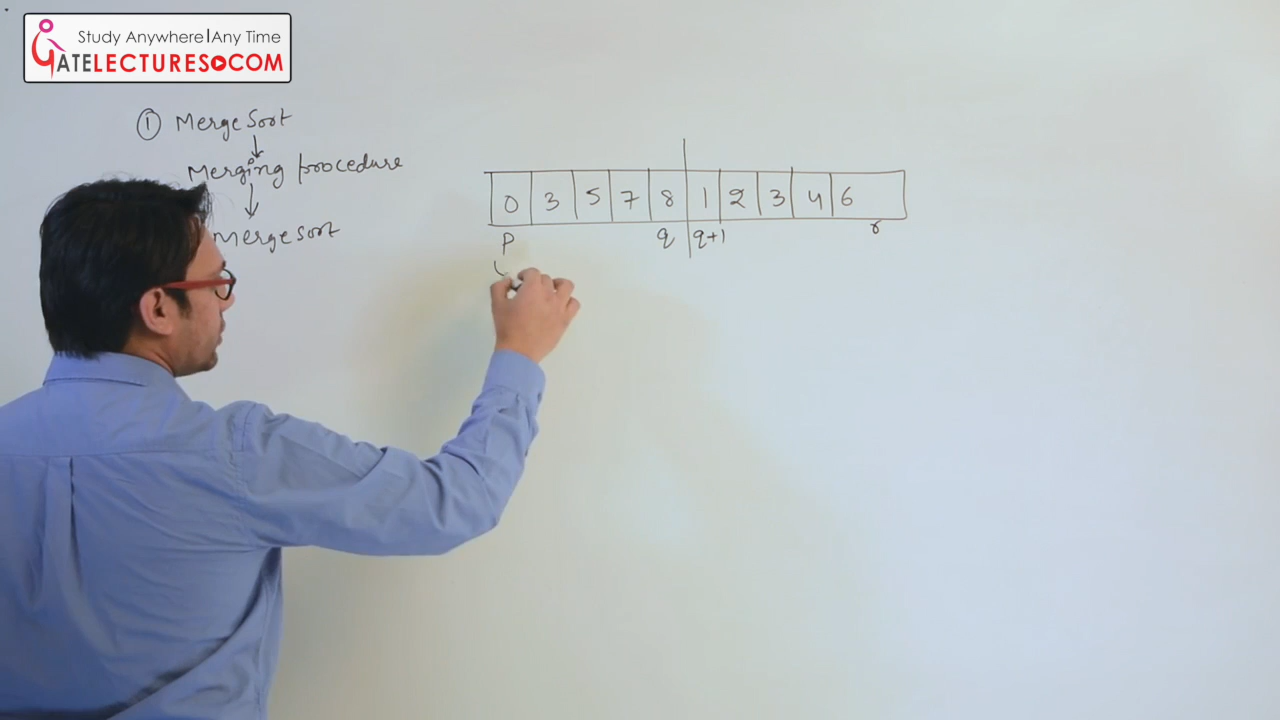 Study Anywhere|Any Time
GATELECTURES.COM
① Merge Sort
Merging procedure
Merge Sort
0 3 5 7 8 1 2 3 4 6
p q q+1 r